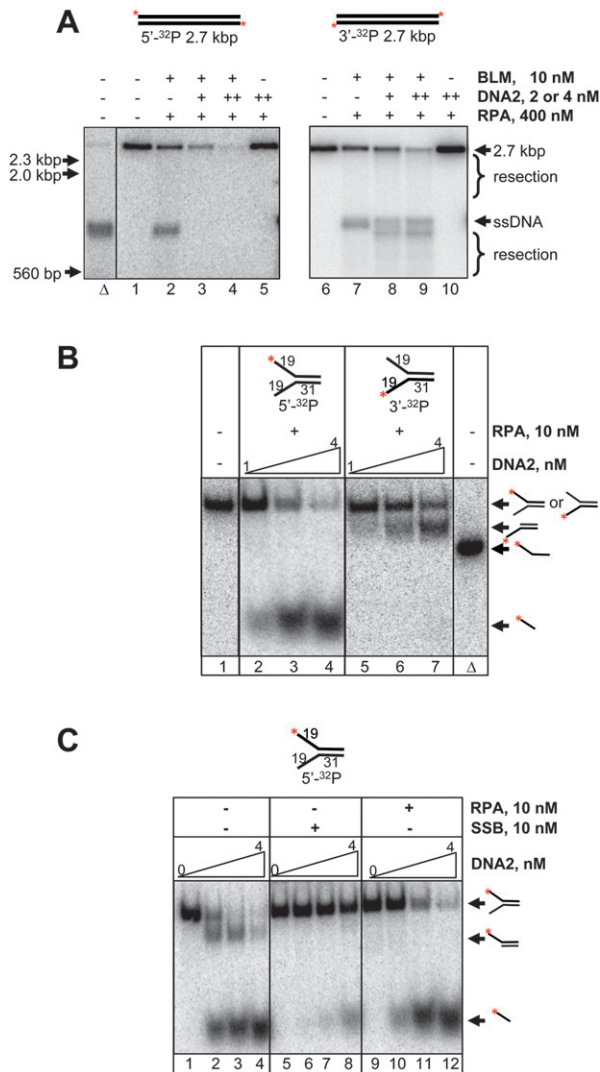 A
5'-³²P 2.7 kbp
3'-³²P 2.7 kbp
- - + + + - - + + + - BLM, 10 nM
- - - + ++ ++ - - + ++ ++ DNA2, 2 or 4 nM
- - + + + + - + + + + RPA, 400 nM
2.3 kbp
2.0 kbp
560 bp
2.7 kbp
resection
ssDNA
resection
Δ 1 2 3 4 5 6 7 8 9 10
B
* 19 19 31
5'-³²P
19 19 31 *
3'-³²P
- + + - RPA, 10 nM
- 1 4 1 4 - DNA2, nM
* or *
*
*
*
1 2 3 4 5 6 7 Δ
C
* 19
19 31
5'-³²P
- - + RPA, 10 nM
- + - SSB, 10 nM
0 4 0 4 0 4 DNA2, nM
*
*
*
1 2 3 4 5 6 7 8 9 10 11 12